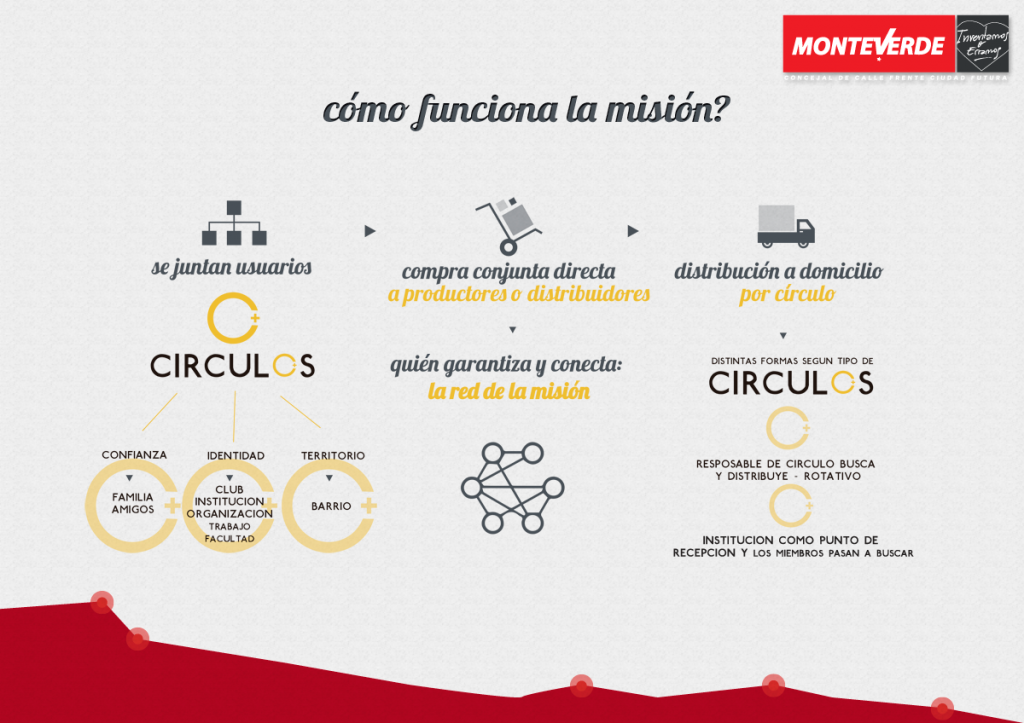 MONTEVERDE
Inventamos
y
Erramos
CONCEJAL DE CALLE FRENTE CIUDAD FUTURA
cómo funciona la misión?
se juntan usuarios
CIRCULOS
CONFIANZA
FAMILIA
AMIGOS
IDENTIDAD
CLUB
INSTITUCION
ORGANIZACION
TRABAJO
FACULTAD
TERRITORIO
BARRIO
compra conjunta directa
a productores o distribuidores
quién garantiza y conecta:
la red de la misión
distribución a domicilio
por círculo
DISTINTAS FORMAS SEGUN TIPO DE
CIRCULOS
RESPOSABLE DE CIRCULO BUSCA
Y DISTRIBUYE - ROTATIVO
INSTITUCION COMO PUNTO DE
RECEPCION Y LOS MIEMBROS PASAN A BUSCAR